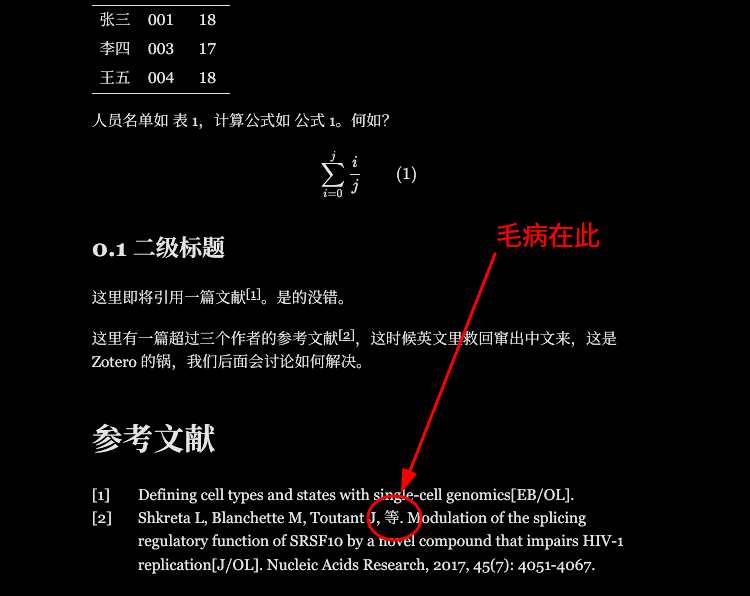 张三 001 18
李四 003 17
王五 004 18
人员名单如 表 1，计算公式如 公式 1。何如？
j
∑ i/j (1)
i=0
毛病在此
0.1 二级标题
这里即将引用一篇文献[1]。是的没错。
这里有一篇超过三个作者的参考文献[2]，这时候英文里救回窜出中文来，这是
Zotero 的锅，我们后面会讨论如何解决。
参考文献
[1] Defining cell types and states with single-cell genomics[EB/OL].
[2] Shkreta L, Blanchette M, Toutant J, 等. Modulation of the splicing
regulatory function of SRSF10 by a novel compound that impairs HIV-1
replication[J/OL]. Nucleic Acids Research, 2017, 45(7): 4051-4067.